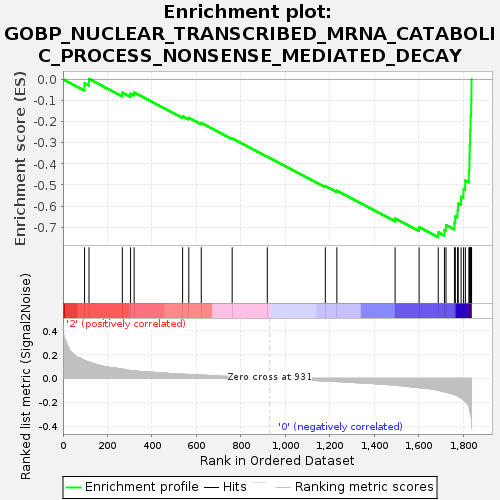 Enrichment plot:
GOBP_NUCLEAR_TRANSCRIBED_MRNA_CATABOLI
C_PROCESS_NONSENSE_MEDIATED_DECAY
Enrichment score (ES)
0.0
-0.1
-0.2
-0.3
-0.4
-0.5
-0.6
-0.7
'2' (positively correlated)
Ranked list metric (Signal2Noise)
0.4
0.2
0.0
-0.2
-0.4
Zero cross at 931
'0' (negatively correlated)
0 200 400 600 800 1,000 1,200 1,400 1,600 1,800
Rank in Ordered Dataset
Enrichment profile Hits Ranking metric scores